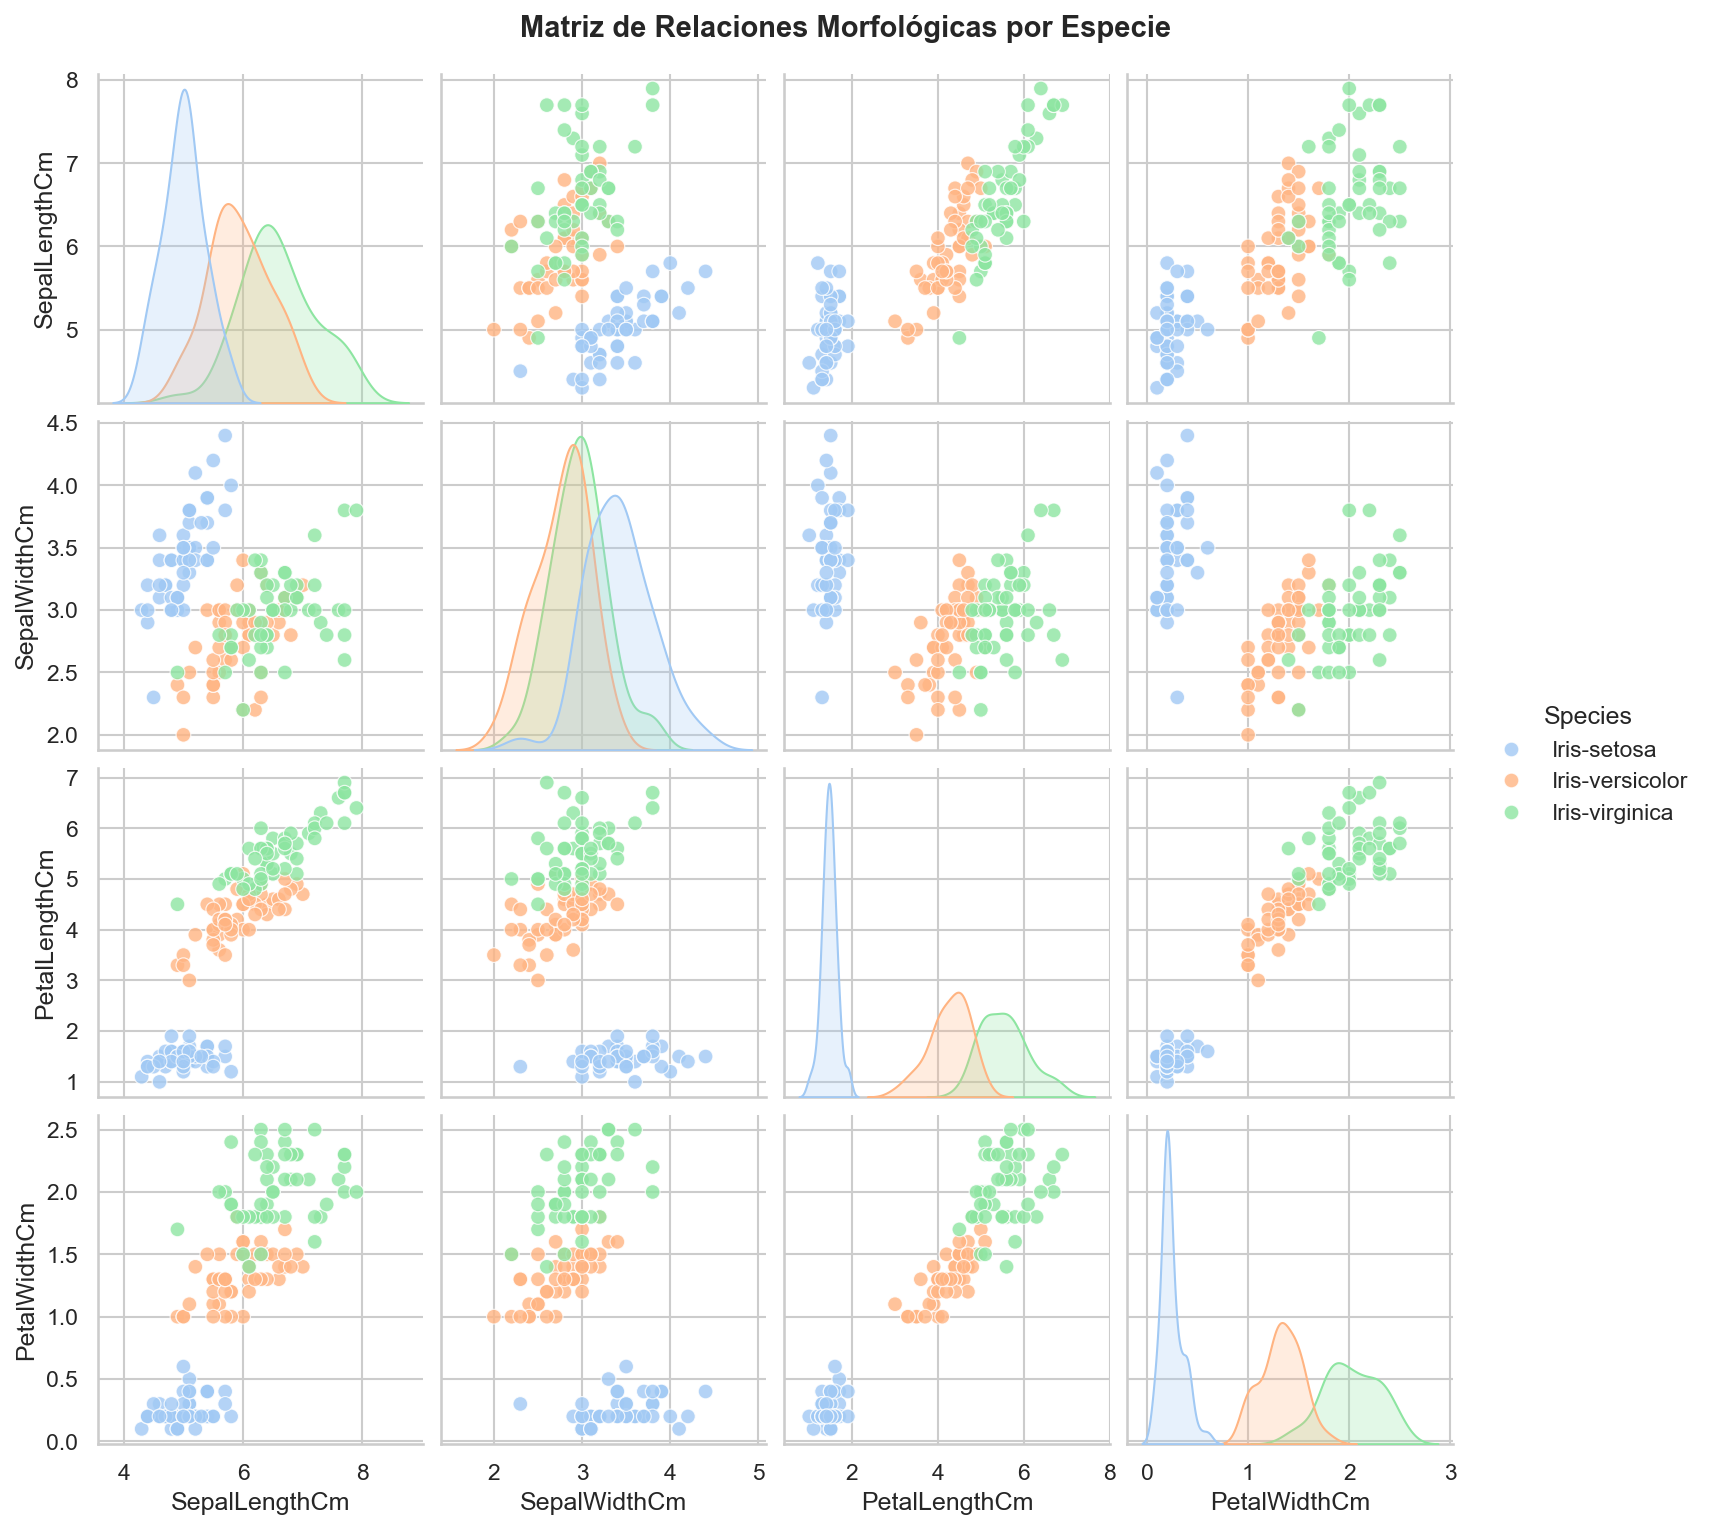 Matriz de Relaciones Morfológicas por Especie
SepalLengthCm
8
7
6
5
SepalWidthCm
4.5
4.0
3.5
3.0
2.5
2.0
Species
Iris-setosa
Iris-versicolor
Iris-virginica
PetalLengthCm
7
6
5
4
3
2
1
PetalWidthCm
2.5
2.0
1.5
1.0
0.5
0.0
4 6 8 2 3 4 5 2 4 6 8 0 1 2 3
SepalLengthCm SepalWidthCm PetalLengthCm PetalWidthCm